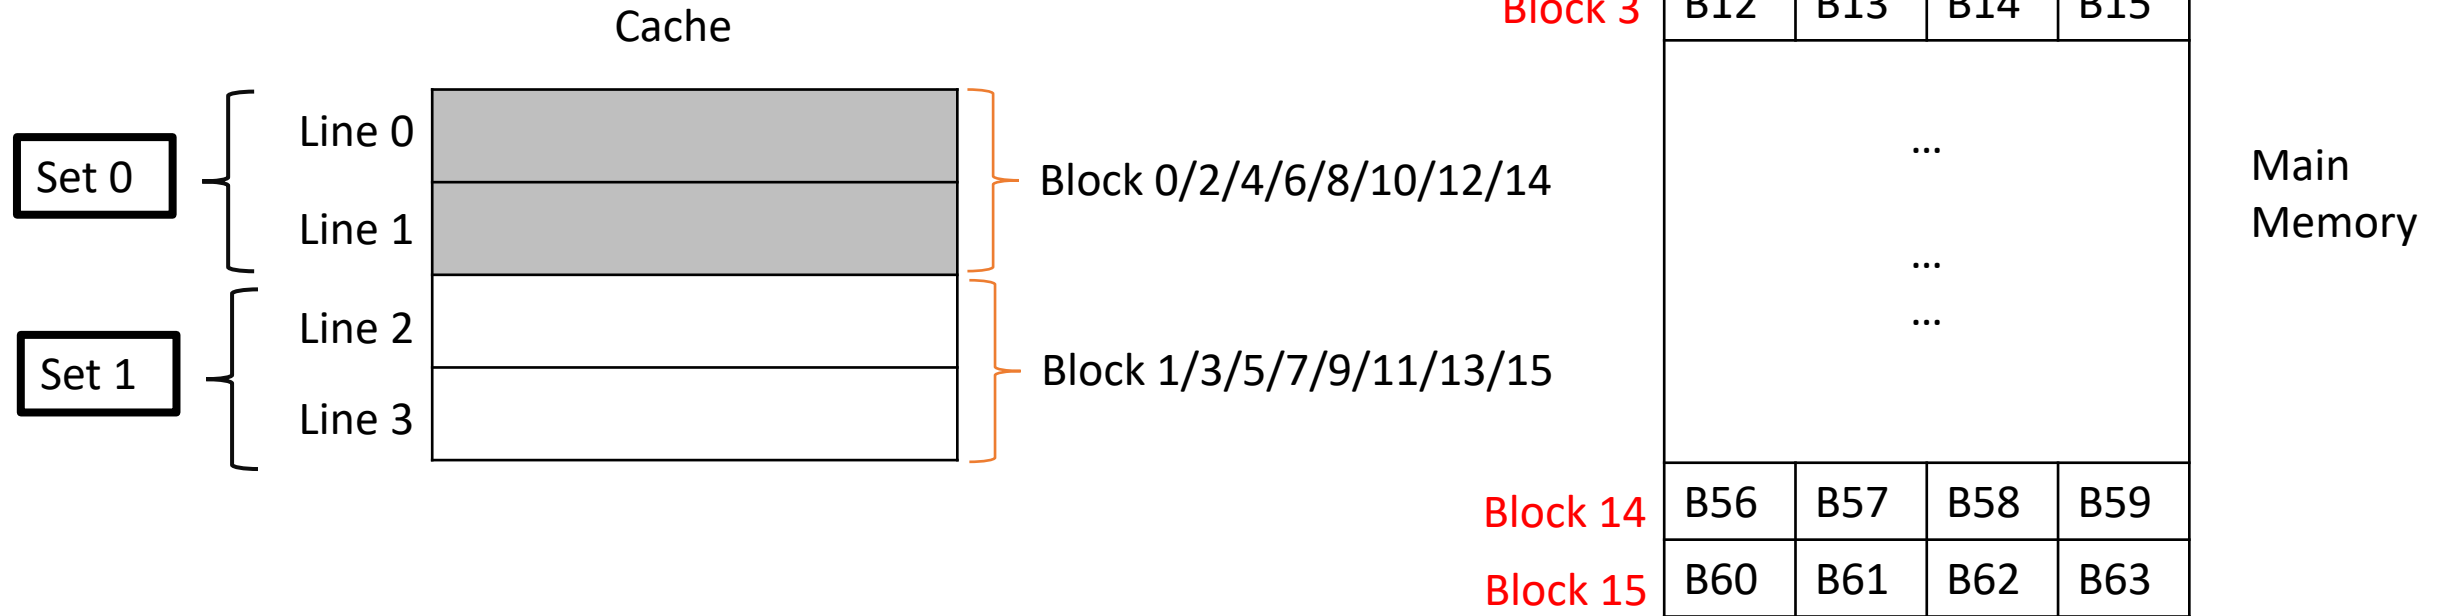 Cache
Block 3 B12 B13 B14 B15
Set 0
Line 0
Line 1
Block 0/2/4/6/8/10/12/14
Set 1
Line 2
Line 3
Block 1/3/5/7/9/11/13/15
...
...
...
Main
Memory
Block 14 B56 B57 B58 B59
Block 15 B60 B61 B62 B63